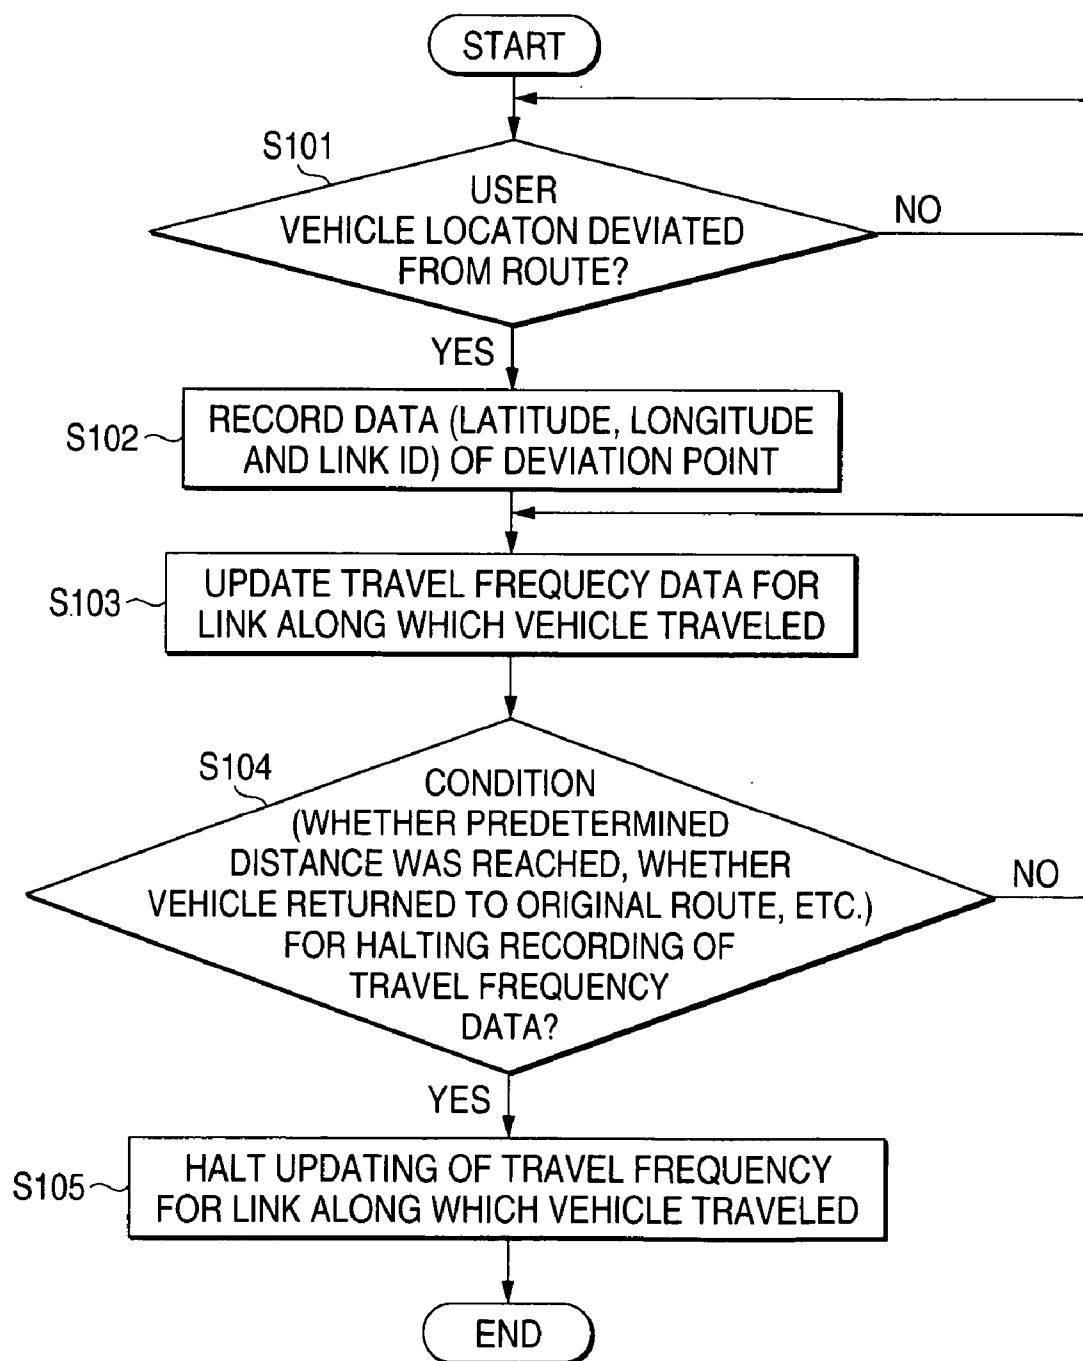 START
S101
USER
VEHICLE LOCATON DEVIATED
FROM ROUTE?
NO
YES
S102
RECORD DATA (LATITUDE, LONGITUDE
AND LINK ID) OF DEVIATION POINT
S103
UPDATE TRAVEL FREQUECY DATA FOR
LINK ALONG WHICH VEHICLE TRAVELED
S104
CONDITION
(WHETHER PREDETERMINED
DISTANCE WAS REACHED, WHETHER
VEHICLE RETURNED TO ORIGINAL ROUTE, ETC.)
FOR HALTING RECORDING OF
TRAVEL FREQUENCY
DATA?
NO
YES
S105
HALT UPDATING OF TRAVEL FREQUENCY
FOR LINK ALONG WHICH VEHICLE TRAVELED
END